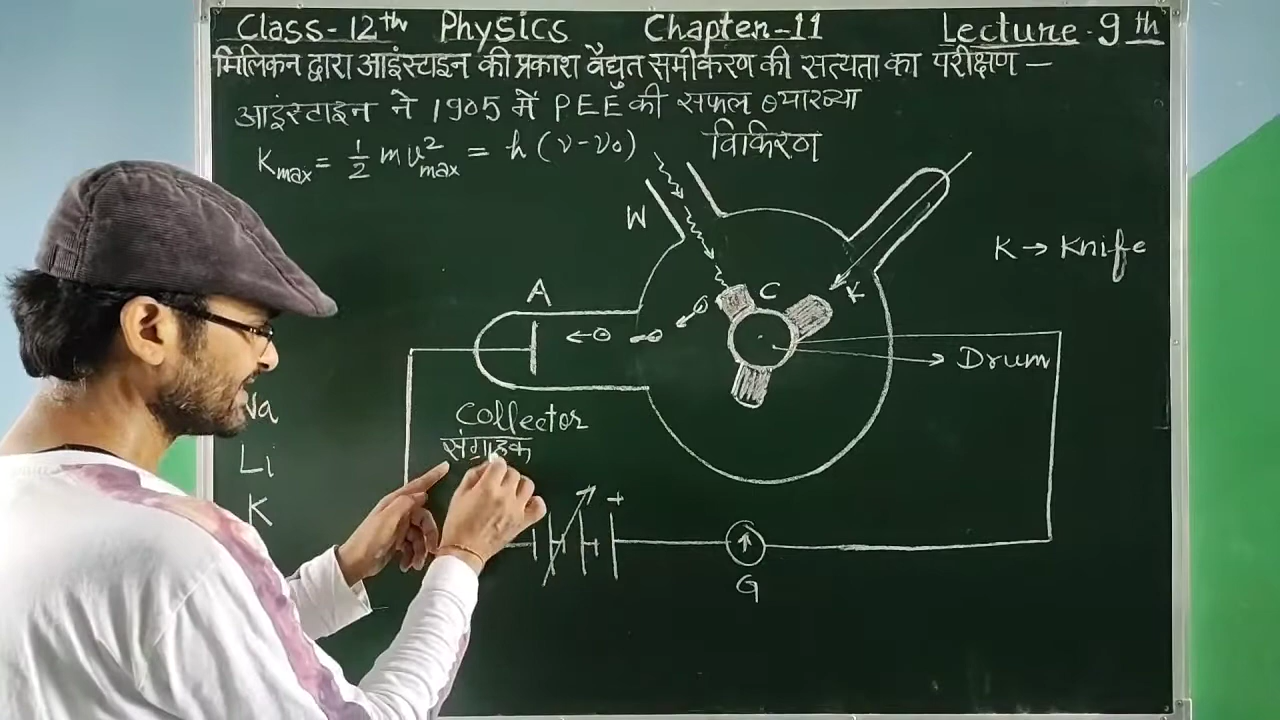 Class-12th Physics Chapter-11 Lecture-9th
मिलिकन द्वारा आइंस्टाइन की प्रकाश वैद्युत समीकरण की सत्यता का परीक्षण -
आइंस्टाइन ने 1905 में PEE की सफल व्याख्या
Kmax = 1/2 mv²max = h (ν-ν₀)
विकिरण
W
K → Knife
A
C
K
Drum
Collector
संग्राहक
Na
Li
K
+
G